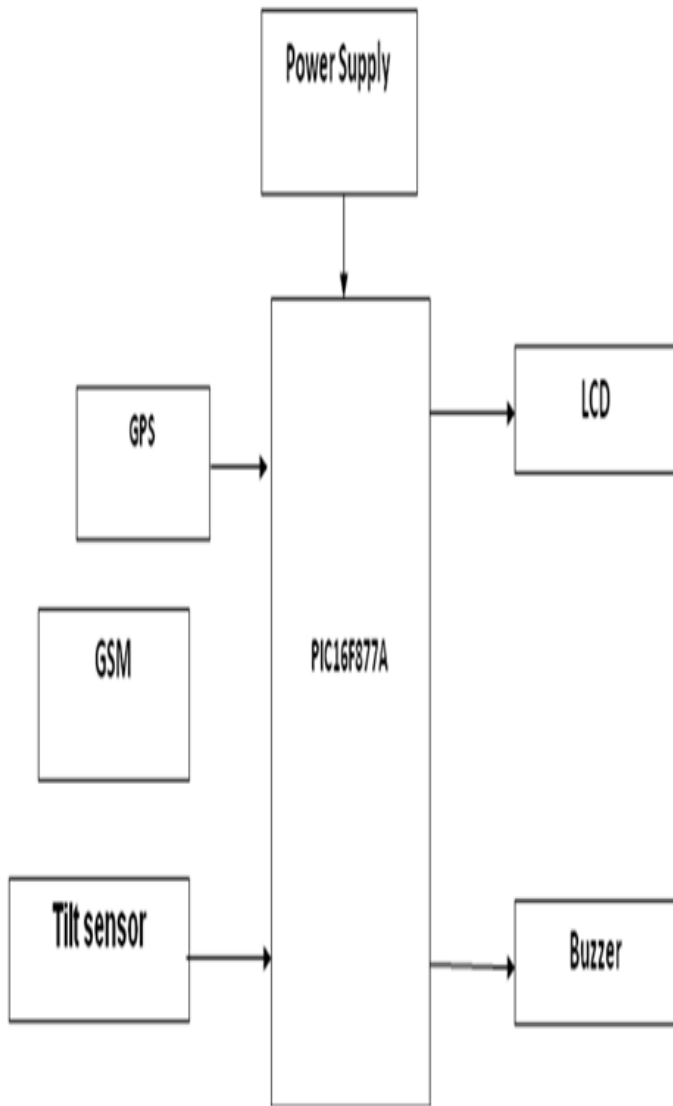 Power Supply
GPS
LCD
GSM
PIC16F877A
Tilt sensor
Buzzer